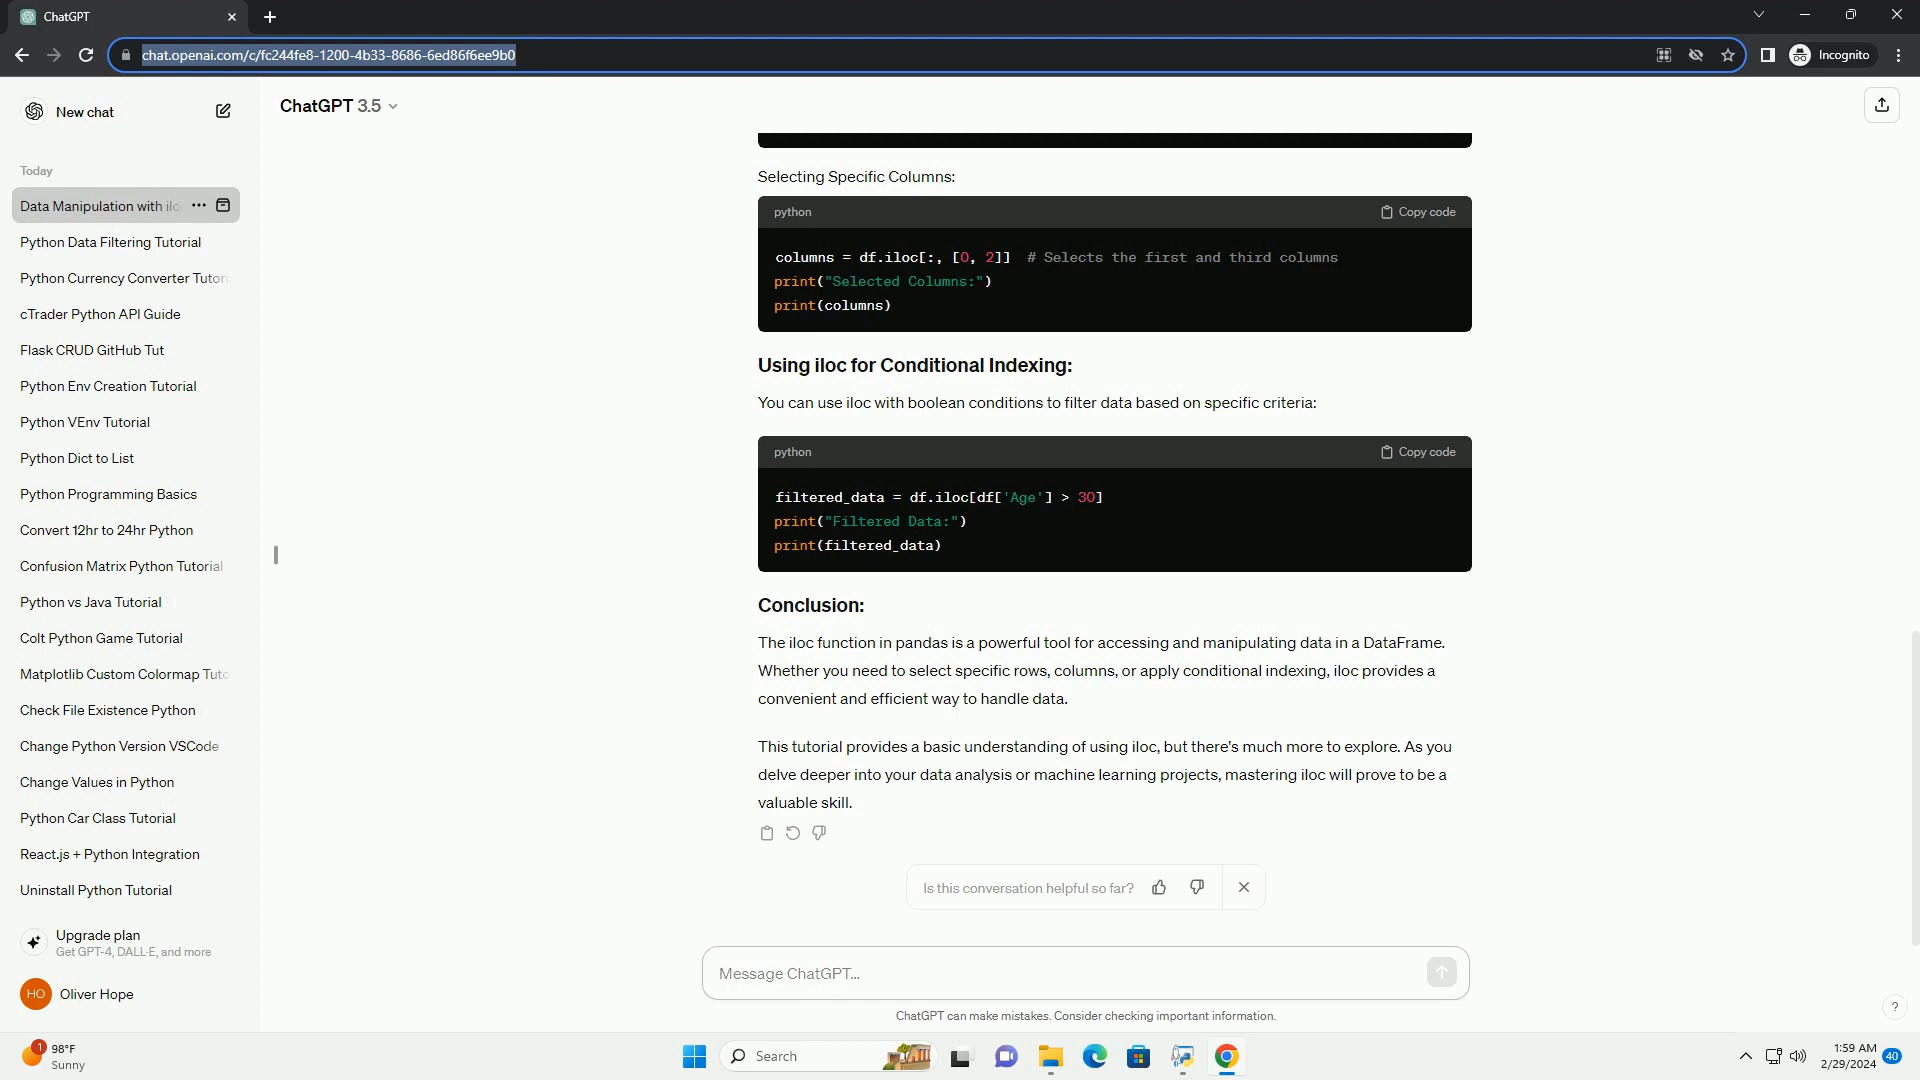 ChatGPT
chat.openai.com/c/fc244fe8-1200-4b33-8686-6ed86f6ee9b0
Incognito
New chat
ChatGPT 3.5
Today
Data Manipulation with ilo
Python Data Filtering Tutorial
Python Currency Converter Tutori
cTrader Python API Guide
Flask CRUD GitHub Tut
Python Env Creation Tutorial
Python VEnv Tutorial
Python Dict to List
Python Programming Basics
Convert 12hr to 24hr Python
Confusion Matrix Python Tutorial
Python vs Java Tutorial
Colt Python Game Tutorial
Matplotlib Custom Colormap Tuto
Check File Existence Python
Change Python Version VSCode
Change Values in Python
Python Car Class Tutorial
React.js + Python Integration
Uninstall Python Tutorial
Upgrade plan
Get GPT-4, DALL·E, and more
HO Oliver Hope
Selecting Specific Columns:
python Copy code
columns = df.iloc[:, [0, 2]]  # Selects the first and third columns
print("Selected Columns:")
print(columns)
Using iloc for Conditional Indexing:
You can use iloc with boolean conditions to filter data based on specific criteria:
python Copy code
filtered_data = df.iloc[df['Age'] > 30]
print("Filtered Data:")
print(filtered_data)
Conclusion:
The iloc function in pandas is a powerful tool for accessing and manipulating data in a DataFrame.
Whether you need to select specific rows, columns, or apply conditional indexing, iloc provides a
convenient and efficient way to handle data.
This tutorial provides a basic understanding of using iloc, but there's much more to explore. As you
delve deeper into your data analysis or machine learning projects, mastering iloc will prove to be a
valuable skill.
Is this conversation helpful so far?
Message ChatGPT...
ChatGPT can make mistakes. Consider checking important information.
?
1
98°F
Sunny
Search
1:59 AM
2/29/2024
40